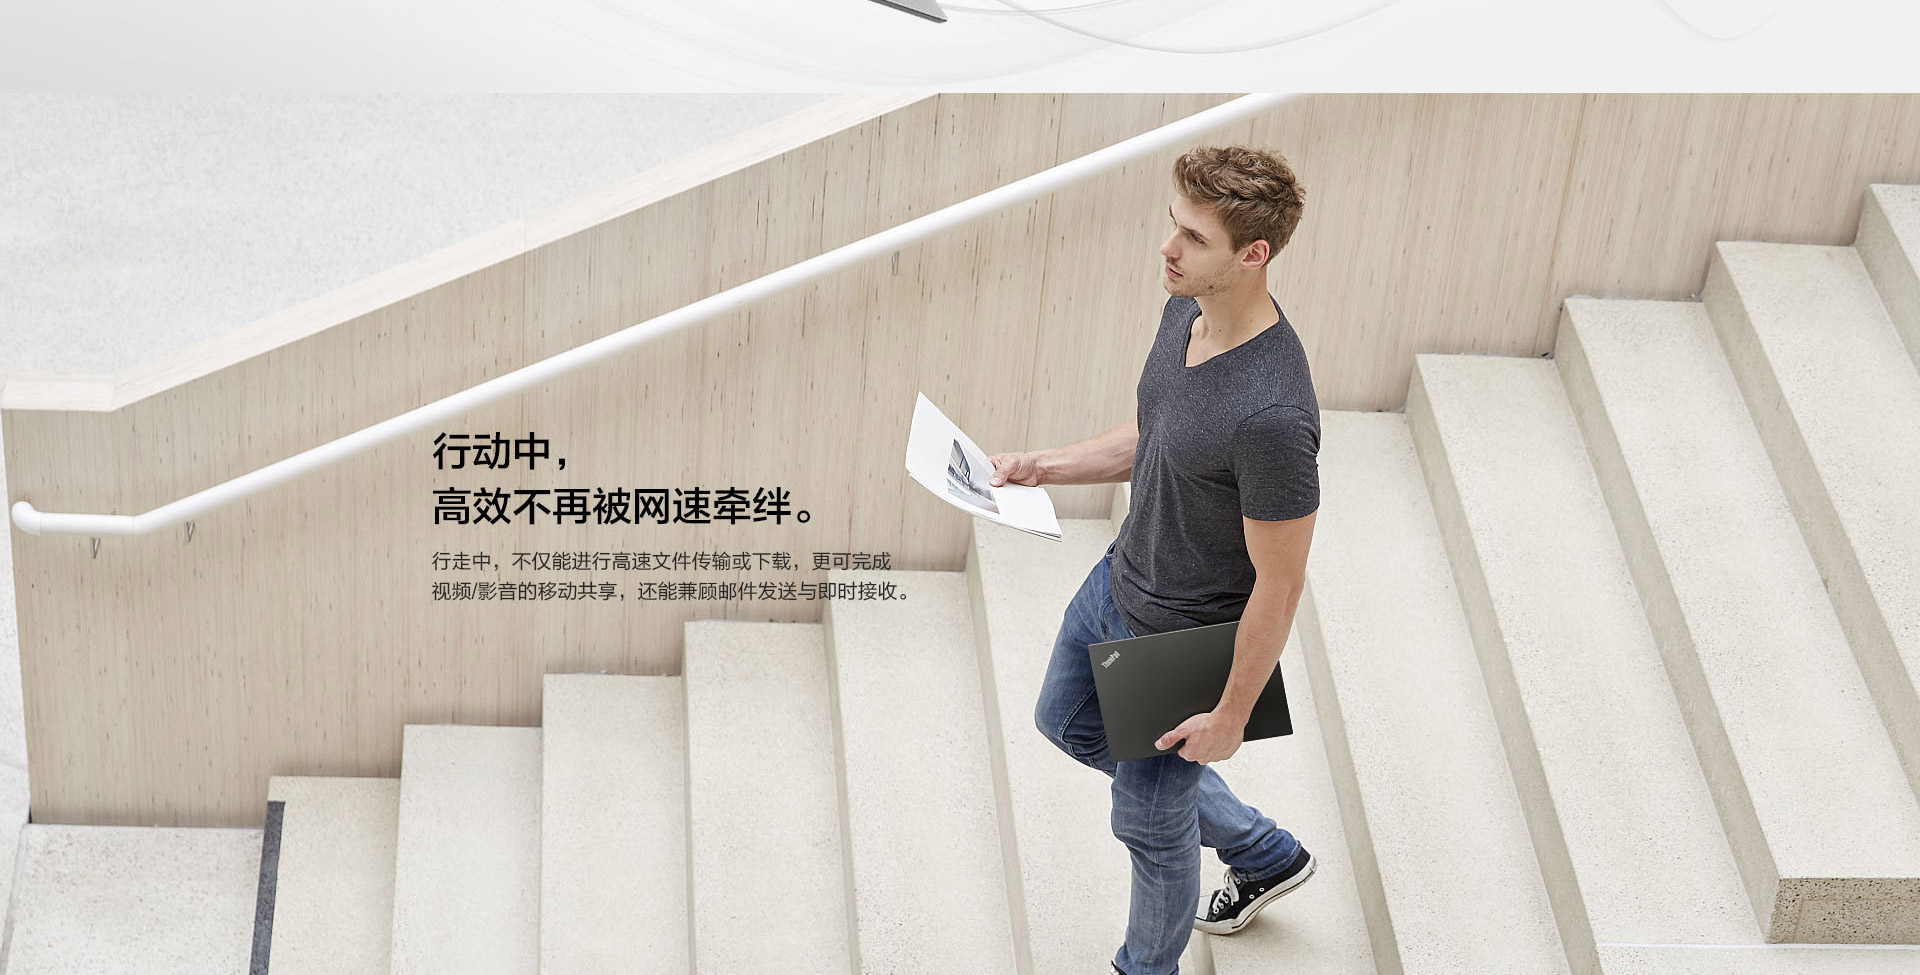 行动中，
高效不再被网速牵绊。
行走中，不仅能进行高速文件传输或下载，更可完成
视频/影音的移动共享，还能兼顾邮件发送与即时接收。
ThinkPad